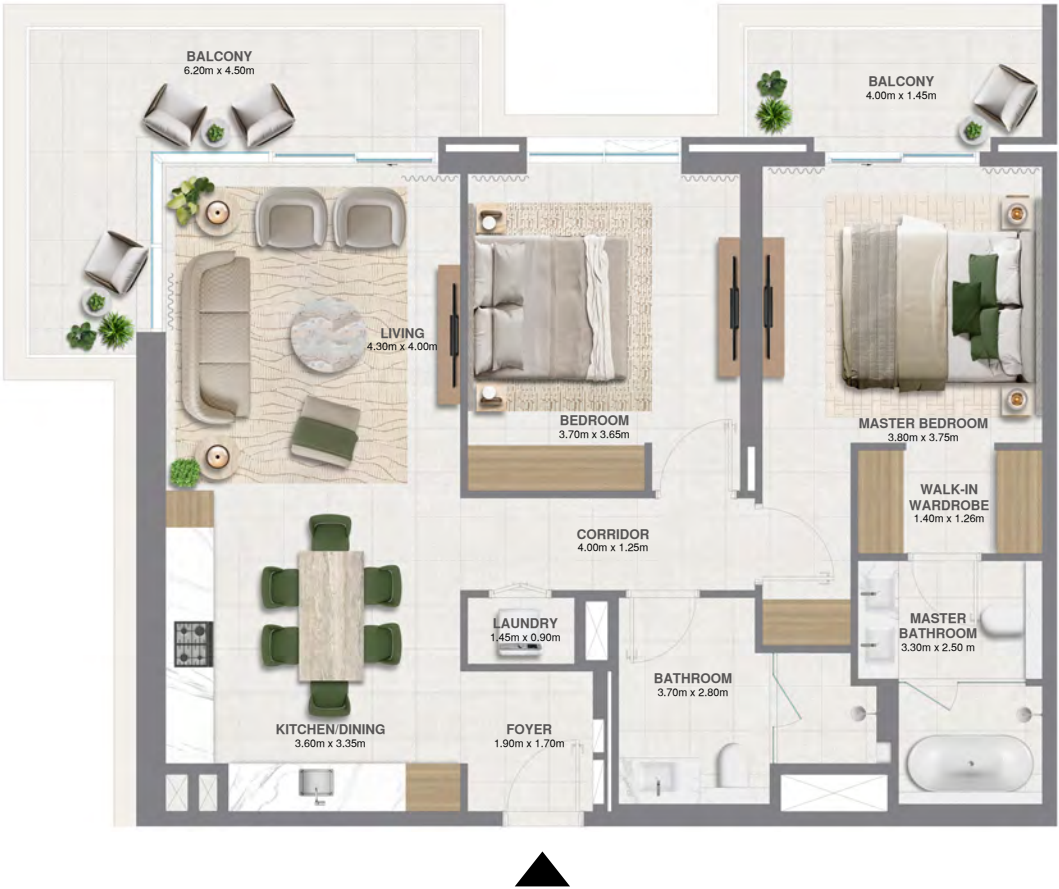 BALCONY
6.20m x 4.50m
BALCONY
4.00m x 1.45m
LIVING
4.30m x 4.00m
BEDROOM
3.70m x 3.65m
MASTER BEDROOM
3.80m x 3.75m
WALK-IN
WARDROBE
1.40m x 1.26m
CORRIDOR
4.00m x 1.25m
LAUNDRY
1.45m x 0.90m
MASTER
BATHROOM
3.30m x 2.50 m
BATHROOM
3.70m x 2.80m
KITCHEN/DINING
3.60m x 3.35m
FOYER
1.90m x 1.70m